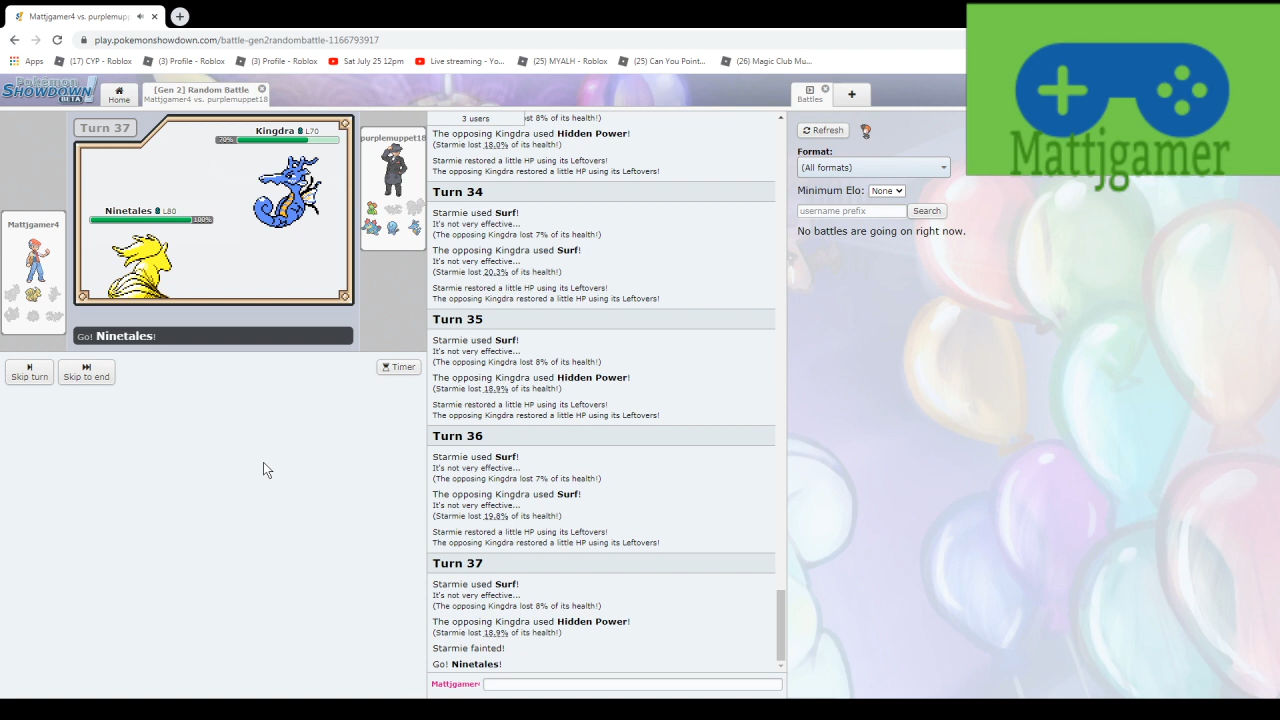 Mattjgamer4 vs. purplemupp
play.pokemonshowdown.com/battle-gen2randombattle-1166793917
Apps
(17) CYP - Roblox
(3) Profile - Roblox
(3) Profile - Roblox
Sat July 25 12pm
Live streaming - Yo...
(25) MYALH - Roblox
(25) Can You Point...
(26) Magic Club Mu...
Mattjgamer
Pokémon
SHOWDOWN!
BETA
Home
[Gen 2] Random Battle
Mattjgamer4 vs. purplemuppet18
Battles
Turn 37
Kingdra L70
70%
Ninetales L80
100%
Mattjgamer4
purplemuppet18
Go! Ninetales!
Skip turn
Skip to end
Timer
3 users
ost 8% of its health!)
The opposing Kingdra used Hidden Power!
(Starmie lost 18.0% of its health!)
Starmie restored a little HP using its Leftovers!
The opposing Kingdra restored a little HP using its Leftovers!
Turn 34
Starmie used Surf!
It's not very effective...
(The opposing Kingdra lost 7% of its health!)
The opposing Kingdra used Surf!
It's not very effective...
(Starmie lost 20.3% of its health!)
Starmie restored a little HP using its Leftovers!
The opposing Kingdra restored a little HP using its Leftovers!
Turn 35
Starmie used Surf!
It's not very effective...
(The opposing Kingdra lost 8% of its health!)
The opposing Kingdra used Hidden Power!
(Starmie lost 18.9% of its health!)
Starmie restored a little HP using its Leftovers!
The opposing Kingdra restored a little HP using its Leftovers!
Turn 36
Starmie used Surf!
It's not very effective...
(The opposing Kingdra lost 7% of its health!)
The opposing Kingdra used Surf!
It's not very effective...
(Starmie lost 19.8% of its health!)
Starmie restored a little HP using its Leftovers!
The opposing Kingdra restored a little HP using its Leftovers!
Turn 37
Starmie used Surf!
It's not very effective...
(The opposing Kingdra lost 8% of its health!)
The opposing Kingdra used Hidden Power!
(Starmie lost 18.9% of its health!)
Starmie fainted!
Go! Ninetales!
Mattjgamer
Refresh
Format:
(All formats)
Minimum Elo: None
username prefix
Search
No battles are going on right now.